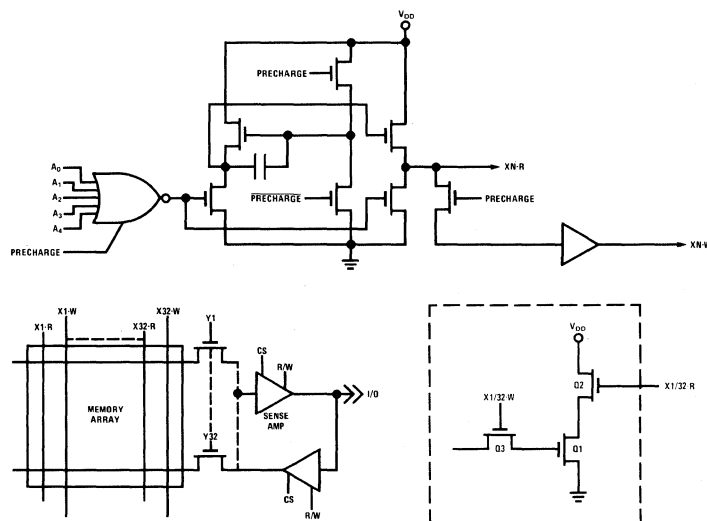 VDD
PRECHARGE
A0
A1
A2
A3
A4
PRECHARGE
PRECHARGE
PRECHARGE
XN-R
XN-W
X1-W
X32-W
X1-R
X32-R
Y1
CS
R/W
MEMORY
ARRAY
SENSE
AMP
I/O
Y32
CS
R/W
VDD
Q2
X1/32-R
X1/32-W
Q3
Q1